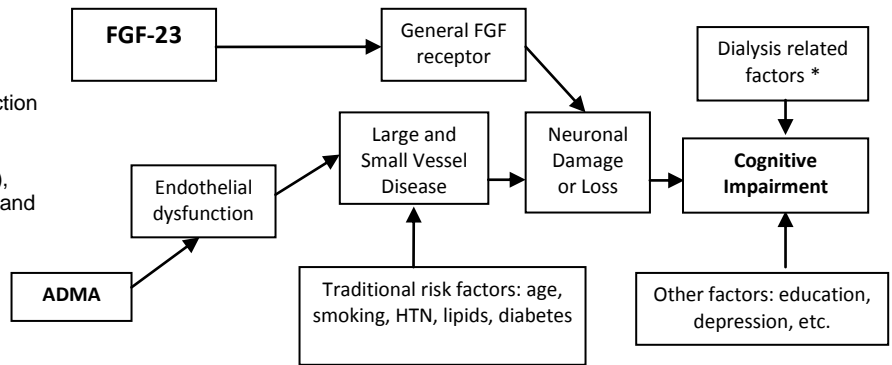 FGF-23
General FGF
receptor
Dialysis related
factors *
ction
Large and
Small Vessel
Disease
Neuronal
Damage
or Loss
Cognitive
Impairment
),
and
Endothelial
dysfunction
ADMA
Traditional risk factors: age,
smoking, HTN, lipids, diabetes
Other factors: education,
depression, etc.